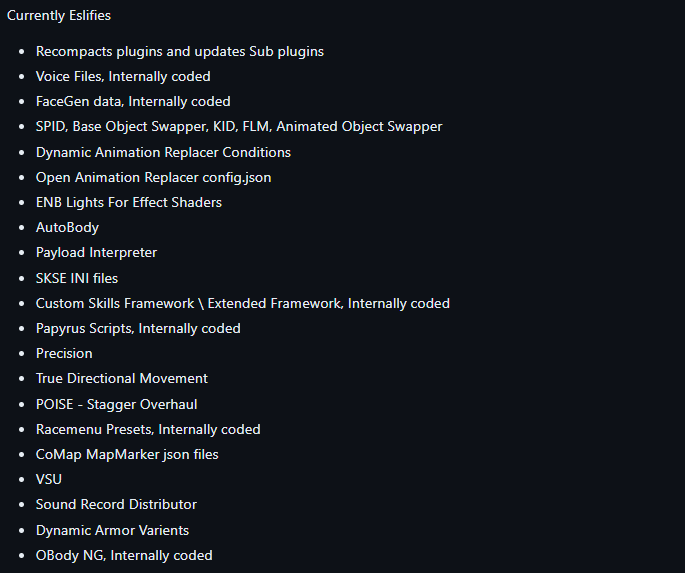 Currently Eslifies
Recompacts plugins and updates Sub plugins
Voice Files, Internally coded
FaceGen data, Internally coded
SPID, Base Object Swapper, KID, FLM, Animated Object Swapper
Dynamic Animation Replacer Conditions
Open Animation Replacer config.json
ENB Lights For Effect Shaders
AutoBody
Payload Interpreter
SKSE INI files
Custom Skills Framework \ Extended Framework, Internally coded
Papyrus Scripts, Internally coded
Precision
True Directional Movement
POISE - Stagger Overhaul
Racemenu Presets, Internally coded
CoMap MapMarker json files
VSU
Sound Record Distributor
Dynamic Armor Varients
OBody NG, Internally coded